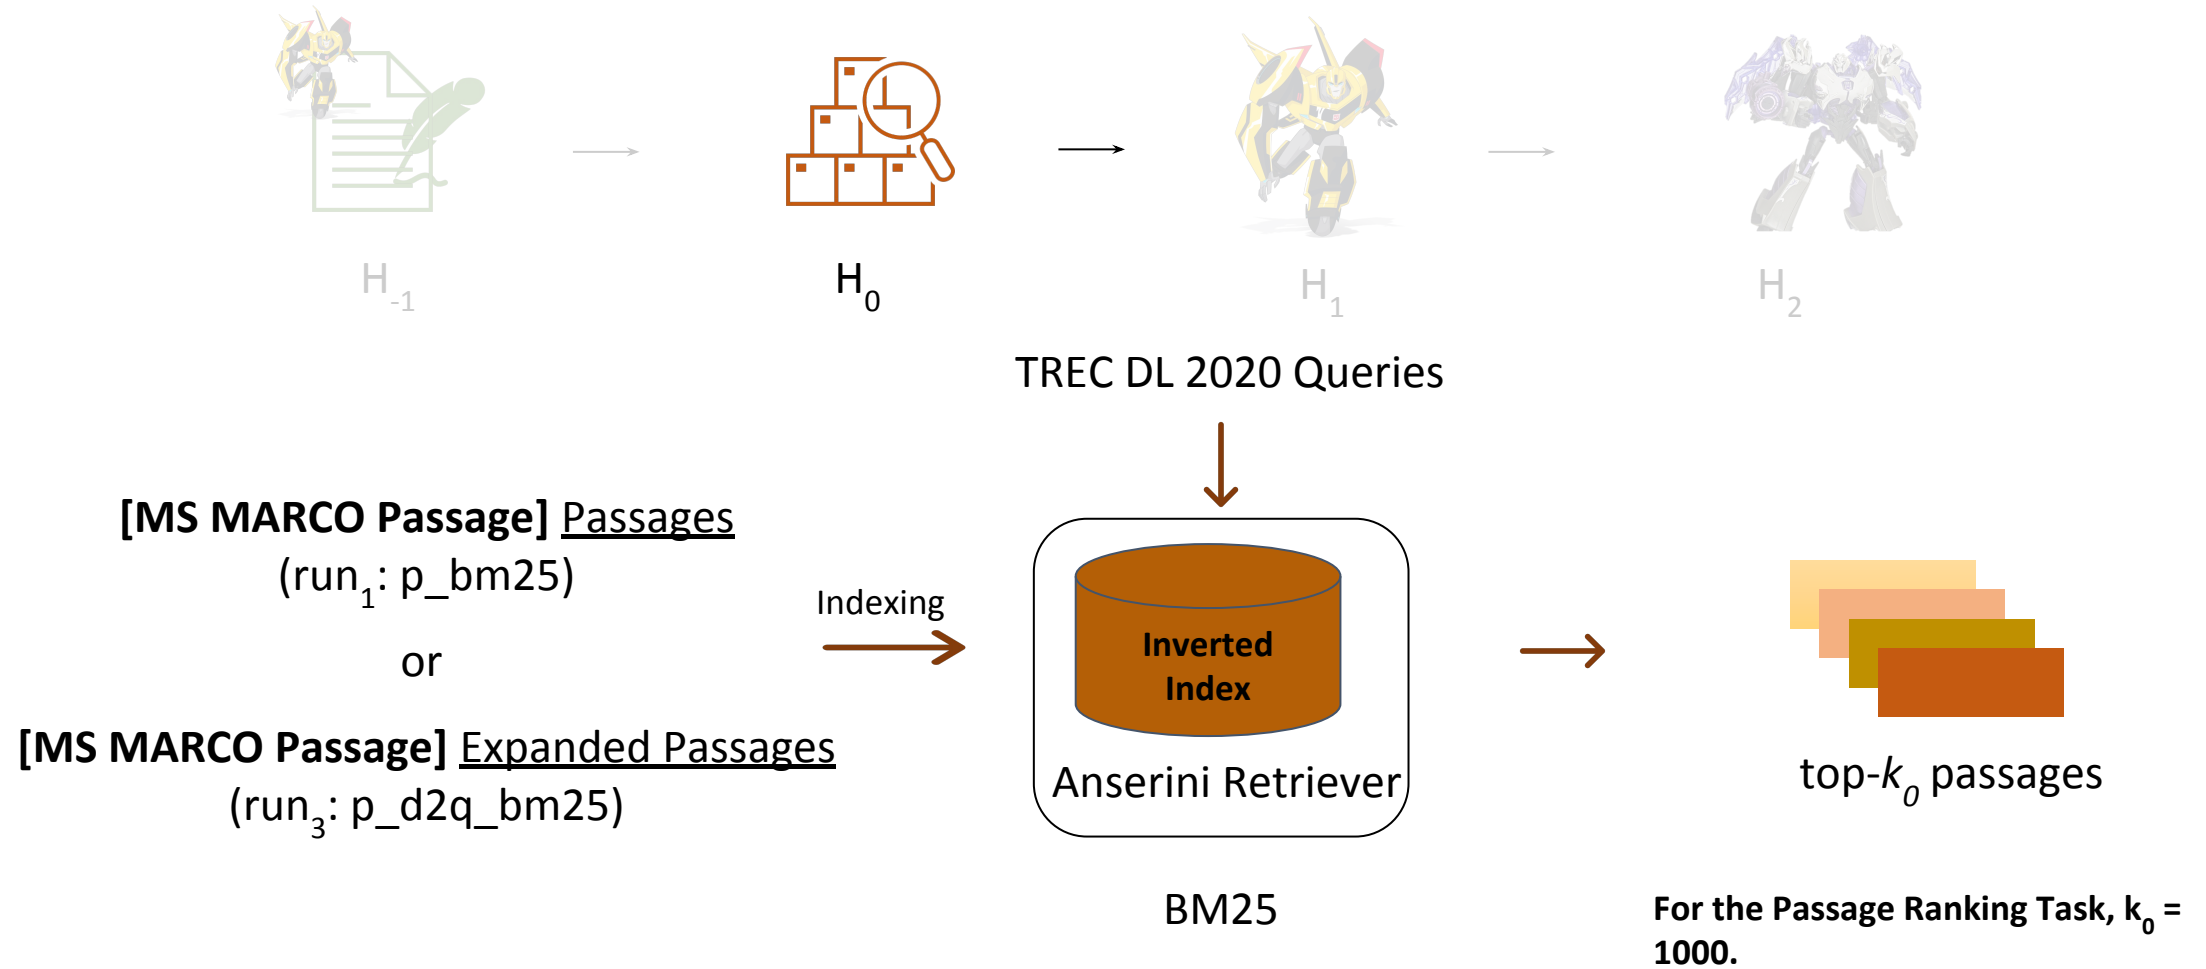 H-1
H0
H1
H2
TREC DL 2020 Queries
[MS MARCO Passage] Passages
(run1: p_bm25)
or
[MS MARCO Passage] Expanded Passages
(run3: p_d2q_bm25)
Indexing
Inverted
Index
Anserini Retriever
BM25
top-k0 passages
For the Passage Ranking Task, k0 =
1000.